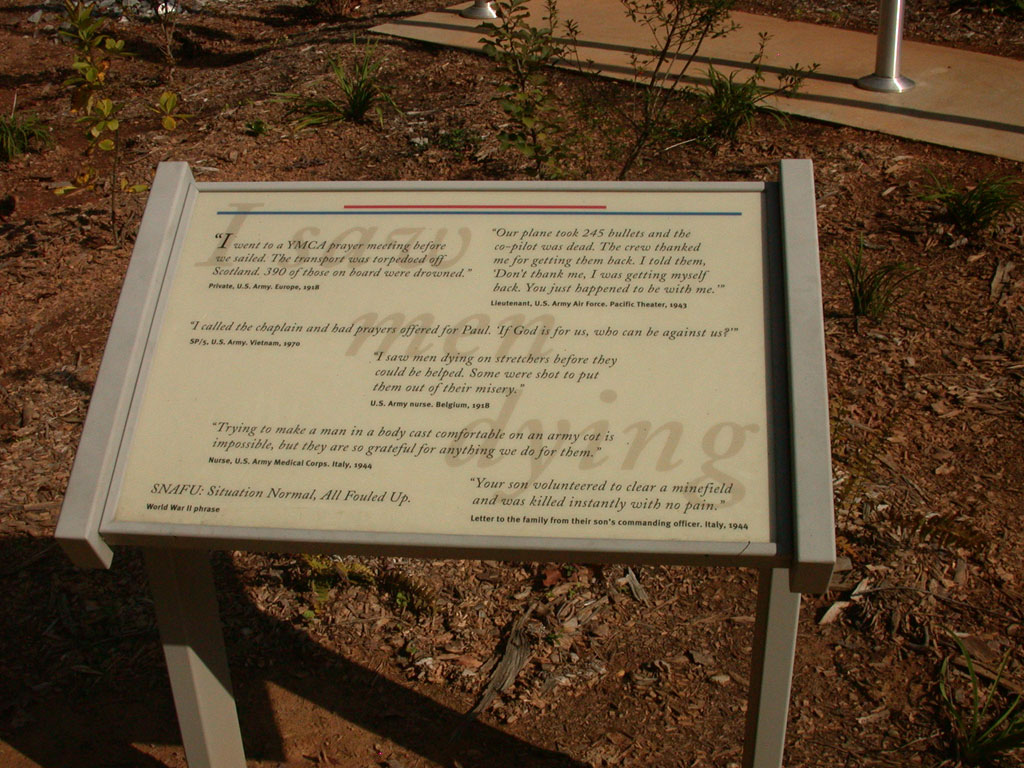 I saw
men
dying
"I went to a YMCA prayer meeting before
we sailed. The transport was torpedoed off
Scotland. 390 of those on board were drowned."
Private, U.S. Army. Europe, 1918
"Our plane took 245 bullets and the
co-pilot was dead. The crew thanked
me for getting them back. I told them,
'Don't thank me, I was getting myself
back. You just happened to be with me.'"
Lieutenant, U.S. Army Air Force. Pacific Theater, 1943
"I called the chaplain and had prayers offered for Paul. 'If God is for us, who can be against us?'"
SP/5, U.S. Army. Vietnam, 1970
"I saw men dying on stretchers before they
could be helped. Some were shot to put
them out of their misery."
U.S. Army nurse. Belgium, 1918
"Trying to make a man in a body cast comfortable on an army cot is
impossible, but they are so grateful for anything we do for them."
Nurse, U.S. Army Medical Corps. Italy, 1944
SNAFU: Situation Normal, All Fouled Up.
World War II phrase
"Your son volunteered to clear a minefield
and was killed instantly with no pain."
Letter to the family from their son's commanding officer. Italy, 1944